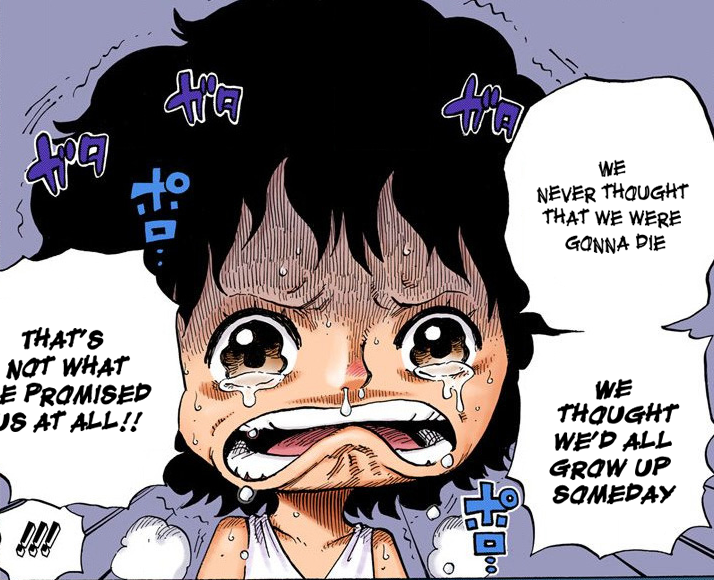 WE
NEVER THOUGHT
THAT WE WERE
GONNA DIE
WE
THOUGHT
WE'D ALL
GROW UP
SOMEDAY
THAT'S
NOT WHAT
E PROMISED
US AT ALL!!
!!!
ガタ
ガタ
ガタ
ポロ…
ポロ…